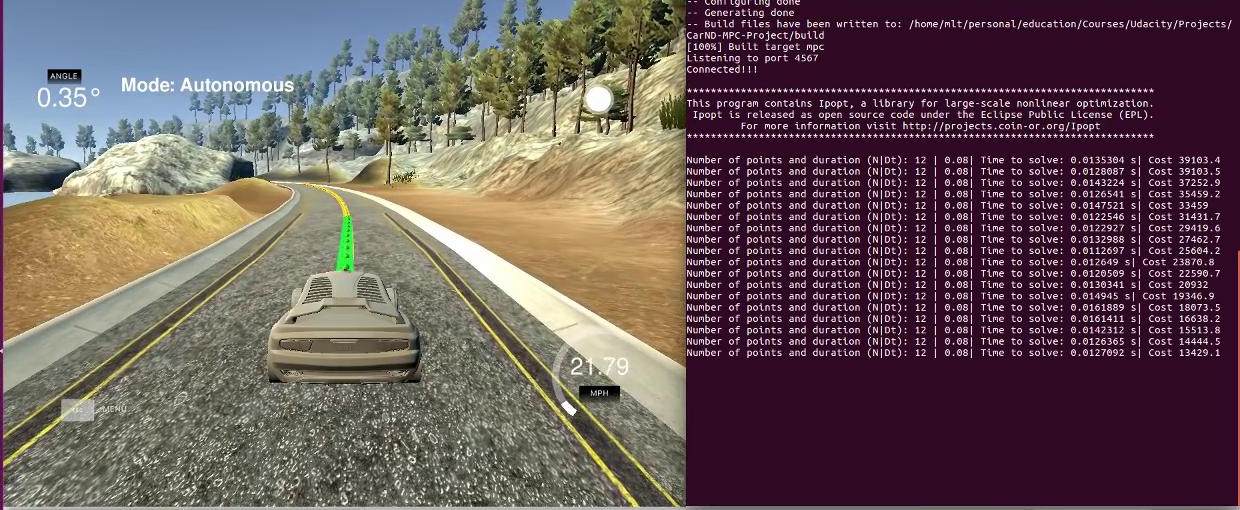 ANGLE
0.35°
Mode: Autonomous
21.79
MPH
ESC
MENU
-- Configuring done
-- Generating done
-- Build files have been written to: /home/mlt/personal/education/Courses/Udacity/Projects/
CarND-MPC-Project/build
[100%] Built target mpc
Listening to port 4567
Connected!!!
******************************************************************************
This program contains Ipopt, a library for large-scale nonlinear optimization.
Ipopt is released as open source code under the Eclipse Public License (EPL).
For more information visit http://projects.coin-or.org/Ipopt
******************************************************************************
Number of points and duration (N|Dt): 12 | 0.08| Time to solve: 0.0135304 s| Cost 39103.4
Number of points and duration (N|Dt): 12 | 0.08| Time to solve: 0.0128087 s| Cost 39103.5
Number of points and duration (N|Dt): 12 | 0.08| Time to solve: 0.0143224 s| Cost 37252.9
Number of points and duration (N|Dt): 12 | 0.08| Time to solve: 0.0126541 s| Cost 35459.2
Number of points and duration (N|Dt): 12 | 0.08| Time to solve: 0.0147521 s| Cost 33459
Number of points and duration (N|Dt): 12 | 0.08| Time to solve: 0.0122546 s| Cost 31431.7
Number of points and duration (N|Dt): 12 | 0.08| Time to solve: 0.0122927 s| Cost 29419.6
Number of points and duration (N|Dt): 12 | 0.08| Time to solve: 0.0132988 s| Cost 27462.7
Number of points and duration (N|Dt): 12 | 0.08| Time to solve: 0.0112697 s| Cost 25604.2
Number of points and duration (N|Dt): 12 | 0.08| Time to solve: 0.012649 s| Cost 23870.8
Number of points and duration (N|Dt): 12 | 0.08| Time to solve: 0.0120509 s| Cost 22590.7
Number of points and duration (N|Dt): 12 | 0.08| Time to solve: 0.0130341 s| Cost 20932
Number of points and duration (N|Dt): 12 | 0.08| Time to solve: 0.014945 s| Cost 19346.9
Number of points and duration (N|Dt): 12 | 0.08| Time to solve: 0.0161889 s| Cost 18073.5
Number of points and duration (N|Dt): 12 | 0.08| Time to solve: 0.0161411 s| Cost 16638.2
Number of points and duration (N|Dt): 12 | 0.08| Time to solve: 0.0142312 s| Cost 15513.8
Number of points and duration (N|Dt): 12 | 0.08| Time to solve: 0.0126365 s| Cost 14444.5
Number of points and duration (N|Dt): 12 | 0.08| Time to solve: 0.0127092 s| Cost 13429.1